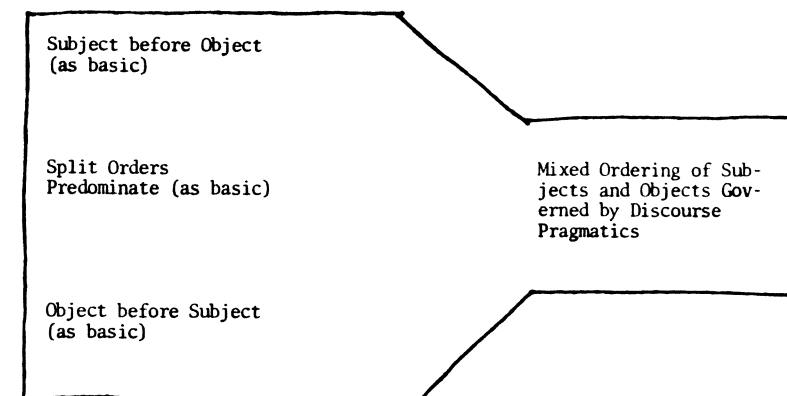 Subject before Object
(as basic)
Split Orders
Predominate (as basic)
Mixed Ordering of Sub-
jects and Objects Gov-
erned by Discourse
Pragmatics
Object before Subject
(as basic)